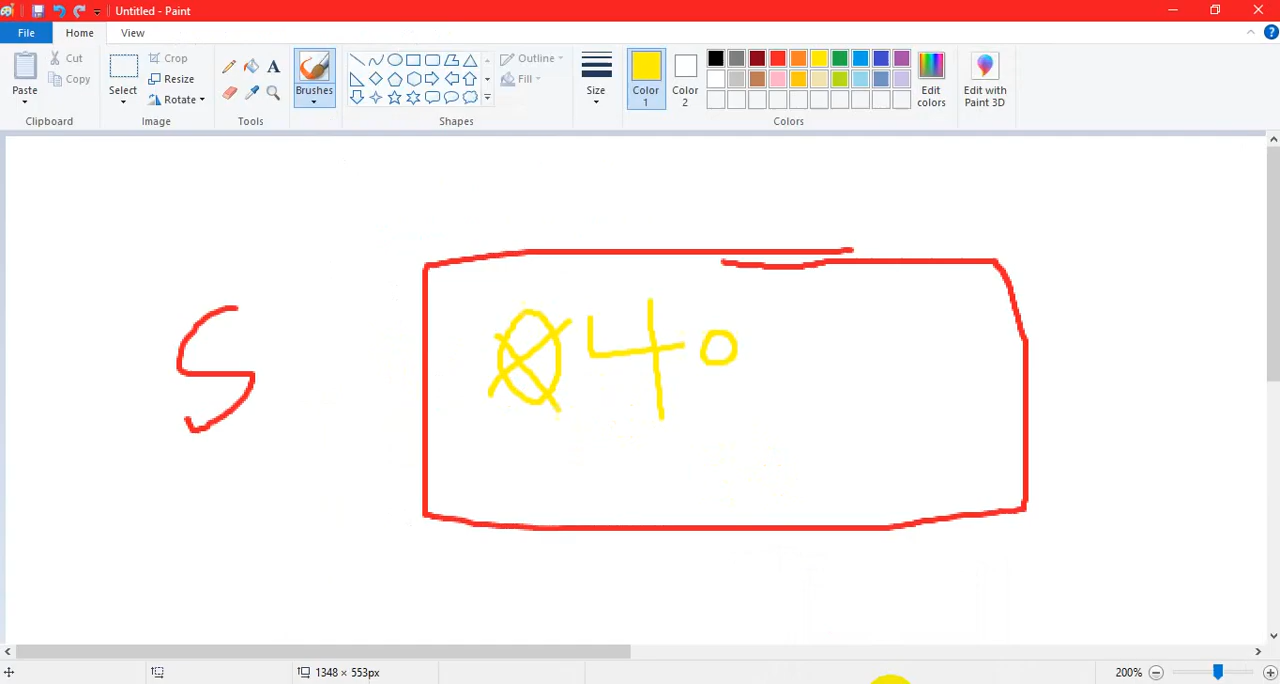 Untitled - Paint
File
Home
View
Paste
Cut
Copy
Clipboard
Select
Crop
Resize
Rotate
Image
A
Tools
Brushes
Outline
Fill
Shapes
Size
Color 1
Color 2
Edit colors
Edit with Paint 3D
Colors
?
S
040
1348 × 553px
200%